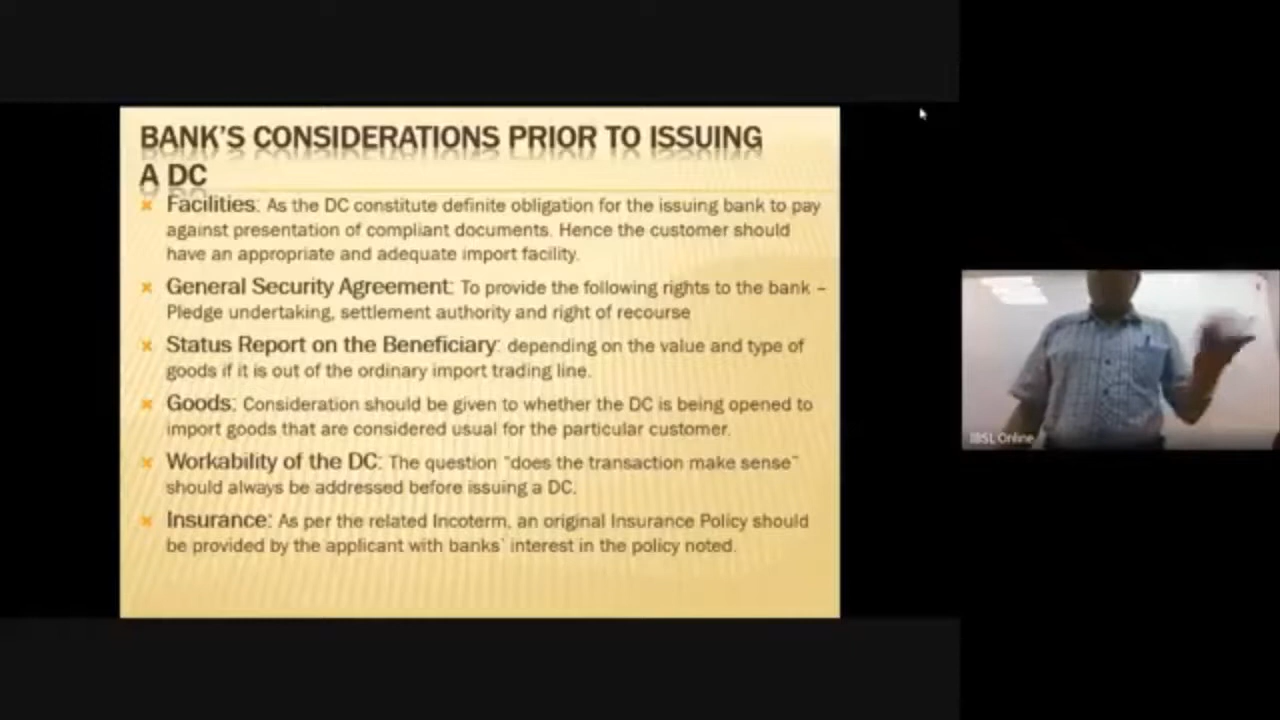 BANK'S CONSIDERATIONS PRIOR TO ISSUING
A DC
Facilities: As the DC constitute definite obligation for the issuing bank to pay
against presentation of compliant documents. Hence the customer should
have an appropriate and adequate import facility.
General Security Agreement: To provide the following rights to the bank –
Pledge undertaking, settlement authority and right of recourse
Status Report on the Beneficiary: depending on the value and type of
goods if it is out of the ordinary import trading line.
Goods: Consideration should be given to whether the DC is being opened to
import goods that are considered usual for the particular customer.
Workability of the DC: The question "does the transaction make sense"
should always be addressed before issuing a DC.
Insurance: As per the related Incoterm, an original Insurance Policy should
be provided by the applicant with banks' interest in the policy noted.
IBSL Online